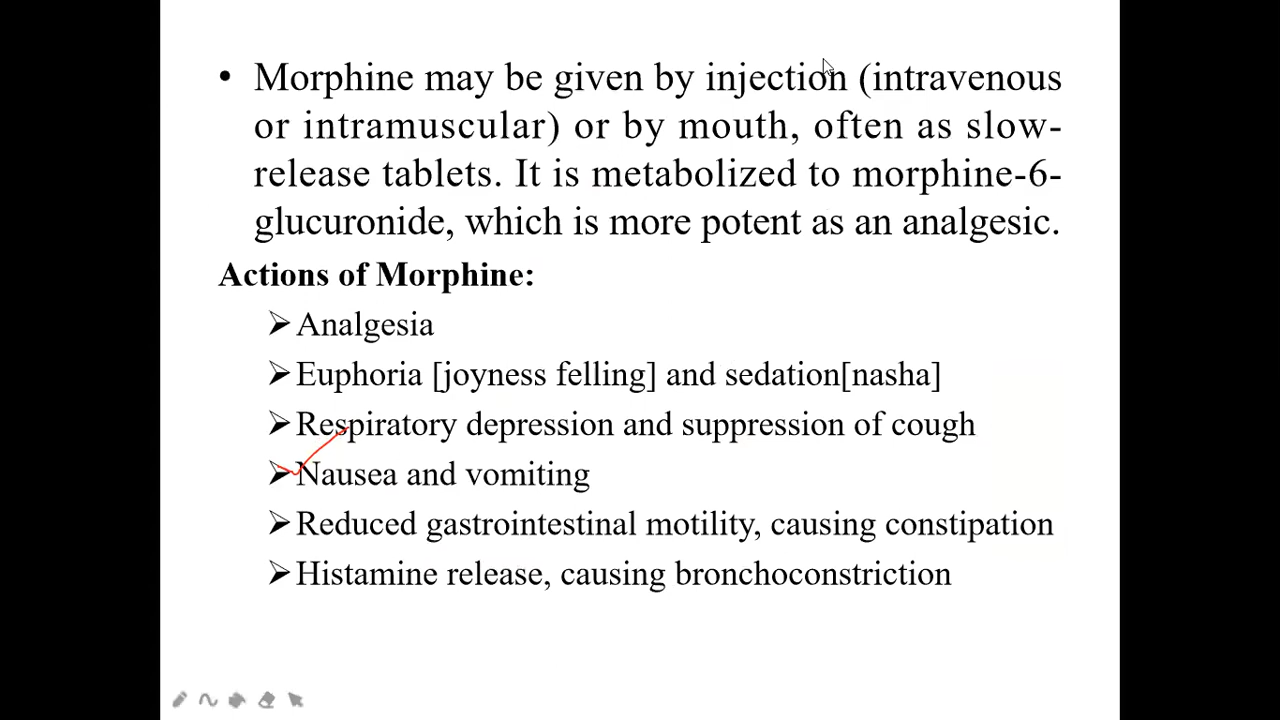 • Morphine may be given by injection (intravenous
or intramuscular) or by mouth, often as slow-
release tablets. It is metabolized to morphine-6-
glucuronide, which is more potent as an analgesic.
Actions of Morphine:
➢Analgesia
➢Euphoria [joyness felling] and sedation[nasha]
➢Respiratory depression and suppression of cough
➢Nausea and vomiting
➢Reduced gastrointestinal motility, causing constipation
➢Histamine release, causing bronchoconstriction